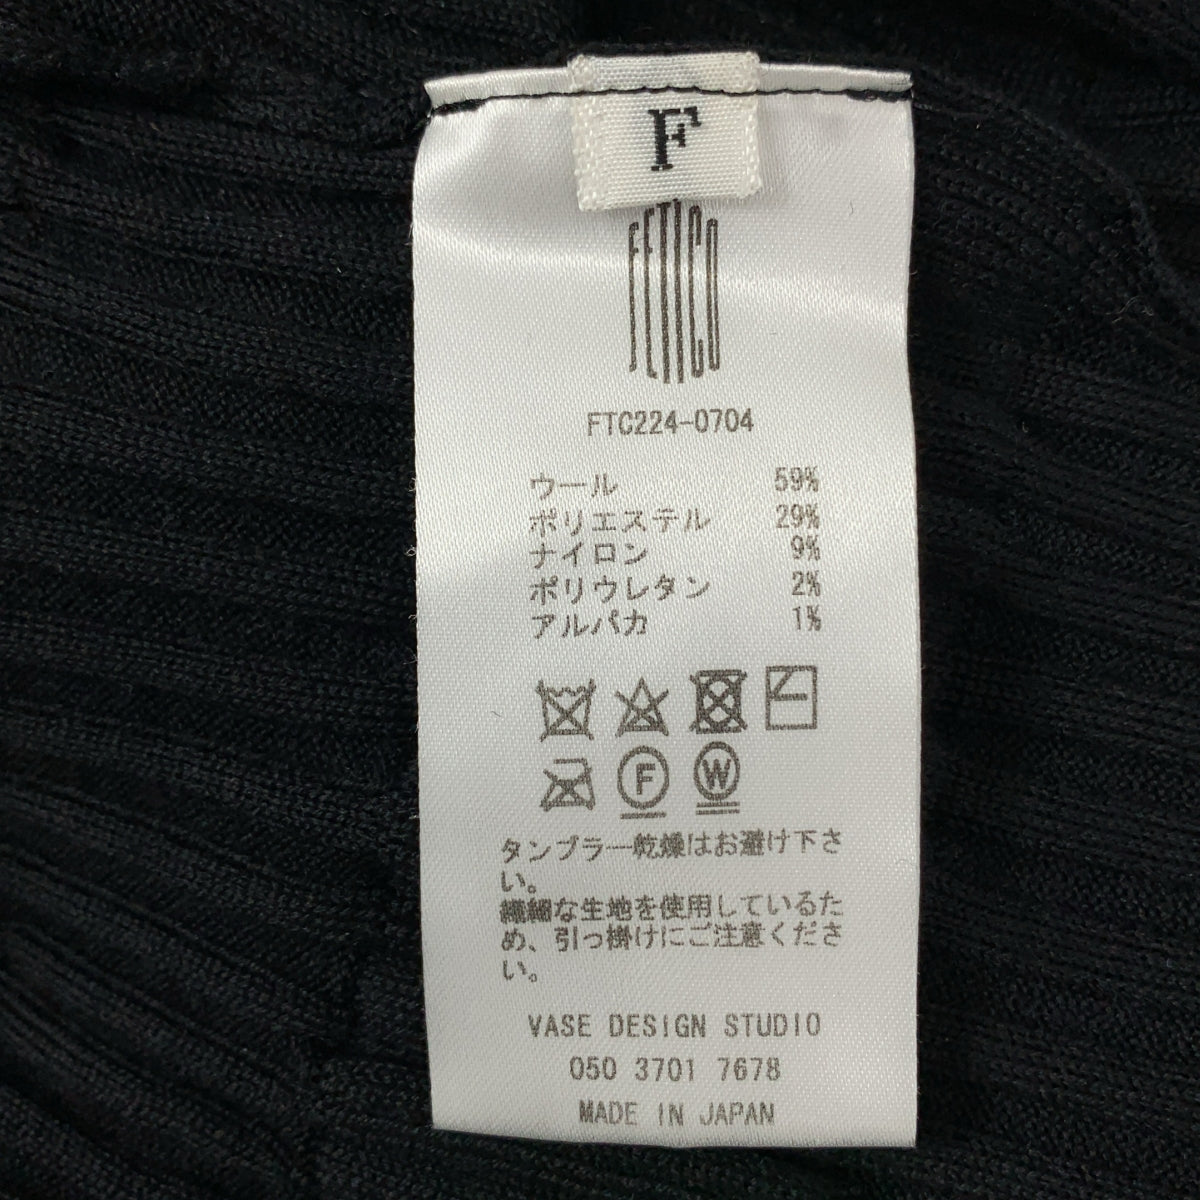 F
FETICO
FTC224-0704
ウール 59%
ポリエステル 29%
ナイロン 9%
ポリウレタン 2%
アルパカ 1%
F W
タンブラー乾燥はお避け下さ
い。
繊細な生地を使用しているた
め、引っ掛けにご注意くださ
い。
VASE DESIGN STUDIO
050 3701 7678
MADE IN JAPAN